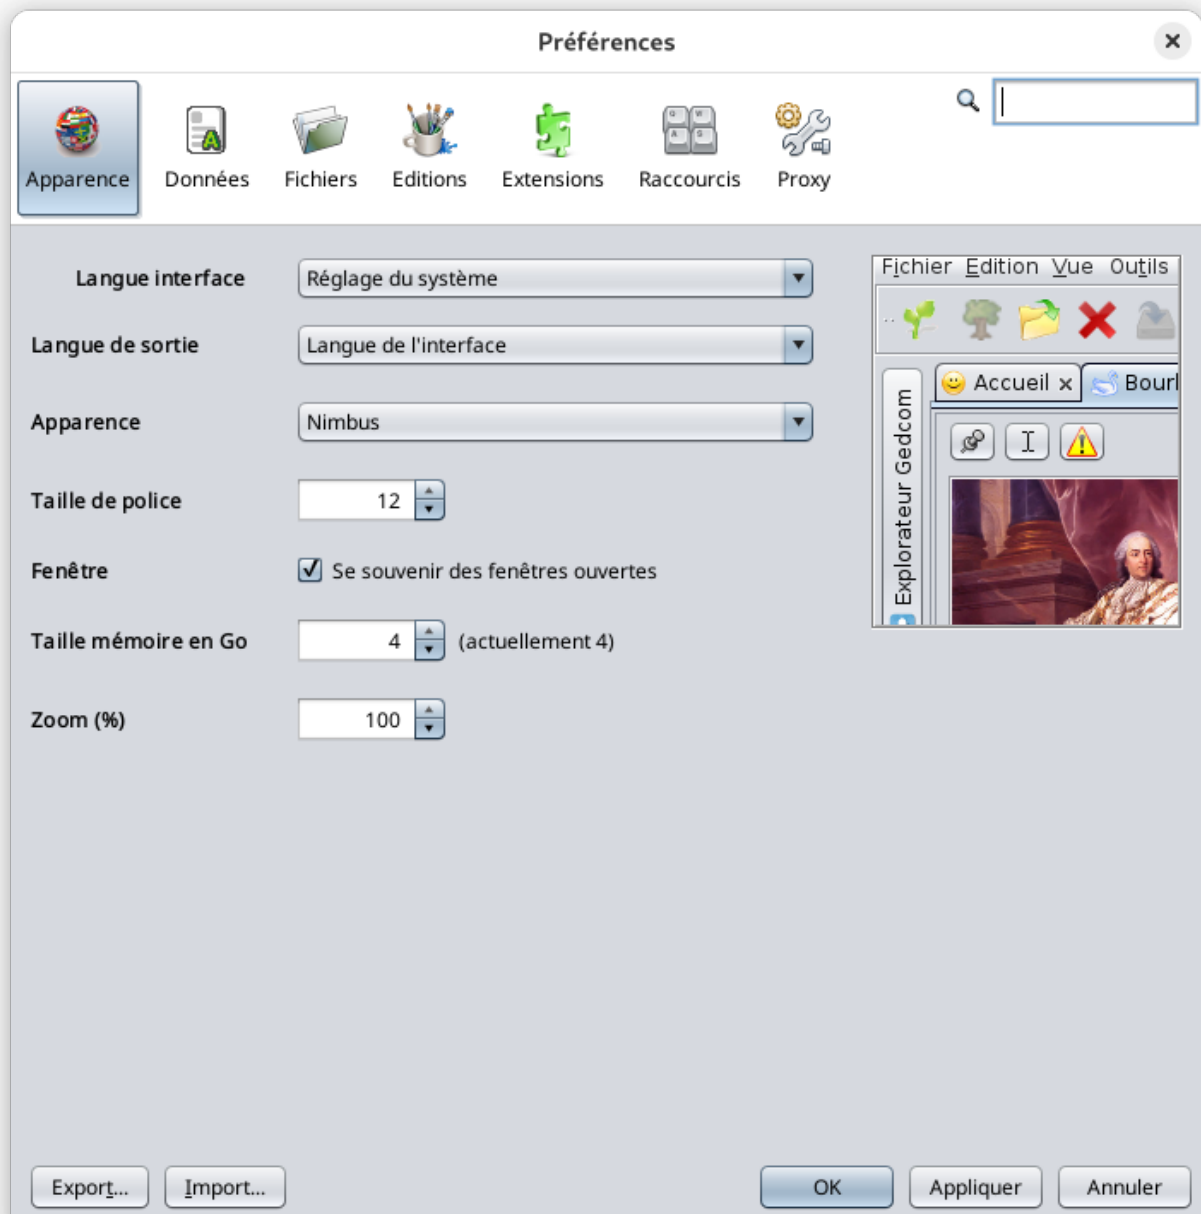 Préférences
Apparence
Données
Fichiers
Editions
Extensions
Raccourcis
Proxy
Langue interface
Réglage du système
Langue de sortie
Langue de l'interface
Apparence
Nimbus
Taille de police
12
Fenêtre
Se souvenir des fenêtres ouvertes
Taille mémoire en Go
4
(actuellement 4)
Zoom (%)
100
Fichier Edition Vue Outils
Accueil
Bourl
Explorateur Gedcom
Export...
Import...
OK
Appliquer
Annuler